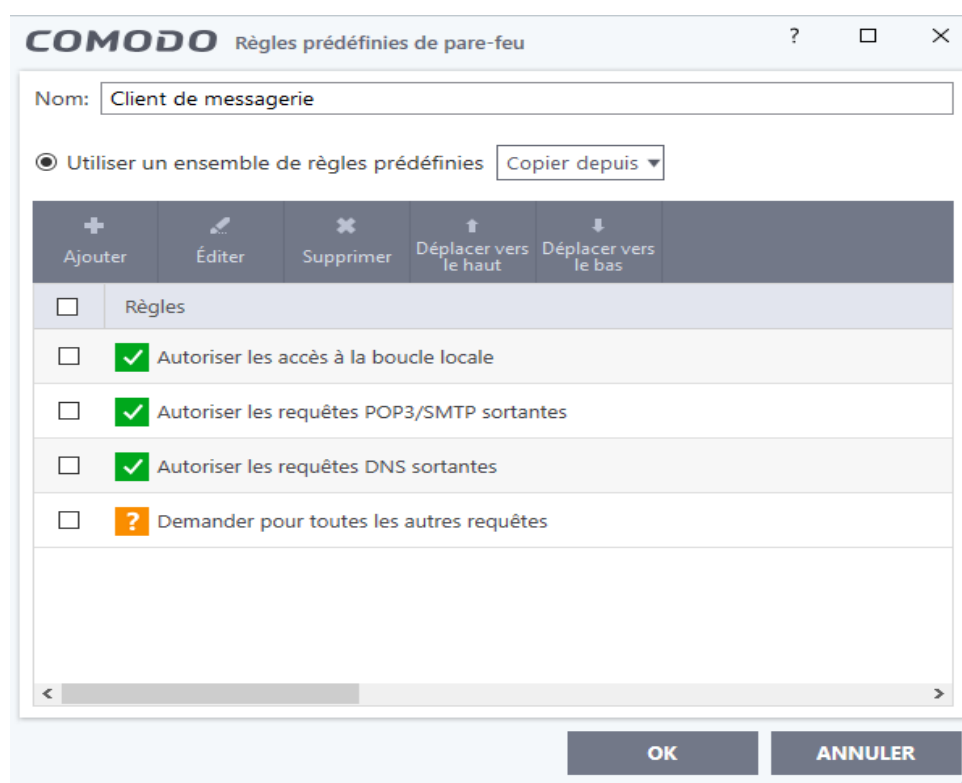 COMODO Règles prédéfinies de pare-feu ?
Nom: Client de messagerie
Utiliser un ensemble de règles prédéfinies Copier depuis
Ajouter Éditer Supprimer Déplacer vers le haut Déplacer vers le bas
Règles
Autoriser les accès à la boucle locale
Autoriser les requêtes POP3/SMTP sortantes
Autoriser les requêtes DNS sortantes
? Demander pour toutes les autres requêtes
OK ANNULER